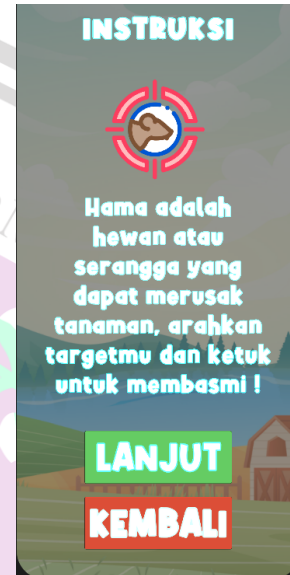 INSTRUKSI
Hama adalah
hewan atau
serangga yang
dapat merusak
tanaman, arahkan
targetmu dan ketuk
untuk membasmi !
LANJUT
KEMBALI